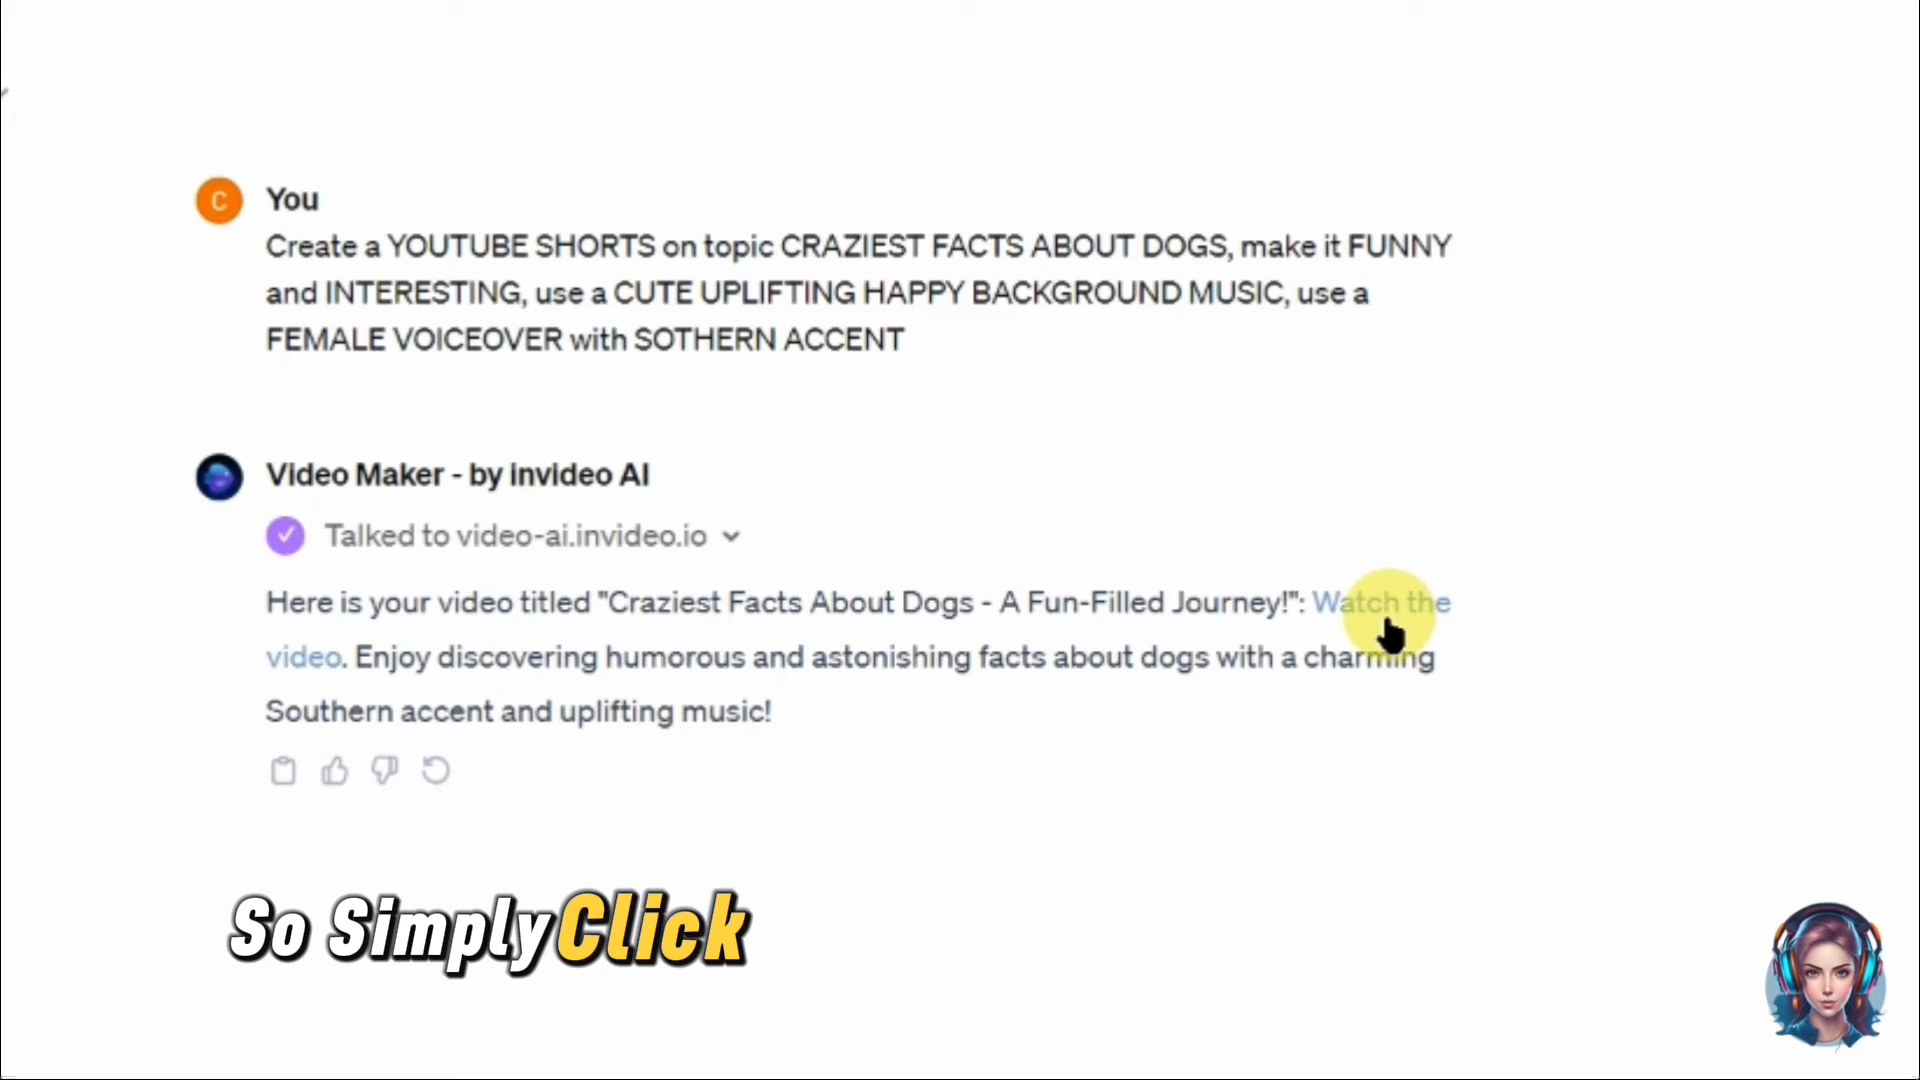 C
You
Create a YOUTUBE SHORTS on topic CRAZIEST FACTS ABOUT DOGS, make it FUNNY
and INTERESTING, use a CUTE UPLIFTING HAPPY BACKGROUND MUSIC, use a
FEMALE VOICEOVER with SOTHERN ACCENT
Video Maker - by invideo AI
Talked to video-ai.invideo.io
Here is your video titled "Craziest Facts About Dogs - A Fun-Filled Journey!": Watch the
video. Enjoy discovering humorous and astonishing facts about dogs with a charming
Southern accent and uplifting music!
So Simply Click